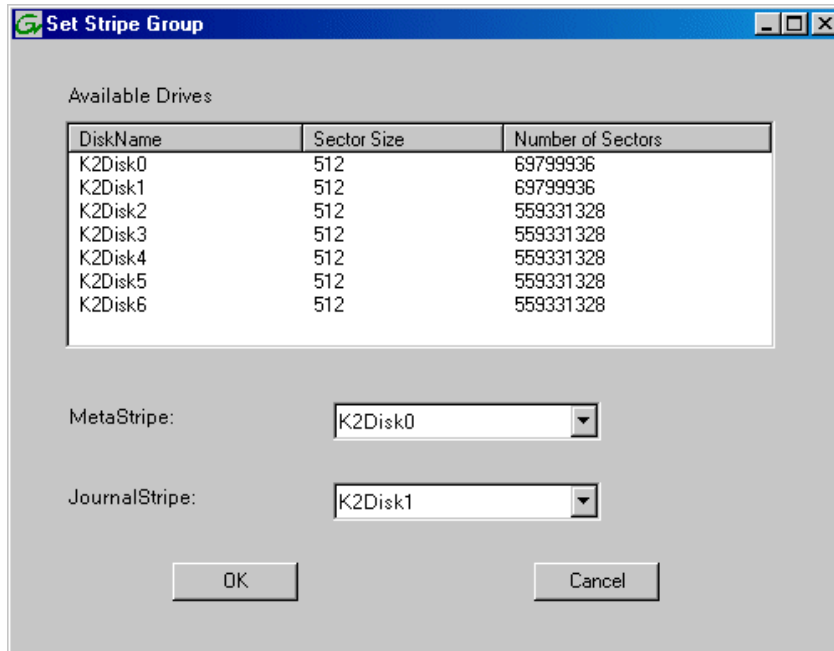 Set Stripe Group
Available Drives
DiskName Sector Size Number of Sectors
K2Disk0 512 69799936
K2Disk1 512 69799936
K2Disk2 512 559331328
K2Disk3 512 559331328
K2Disk4 512 559331328
K2Disk5 512 559331328
K2Disk6 512 559331328
MetaStripe: K2Disk0
JournalStripe: K2Disk1
OK Cancel